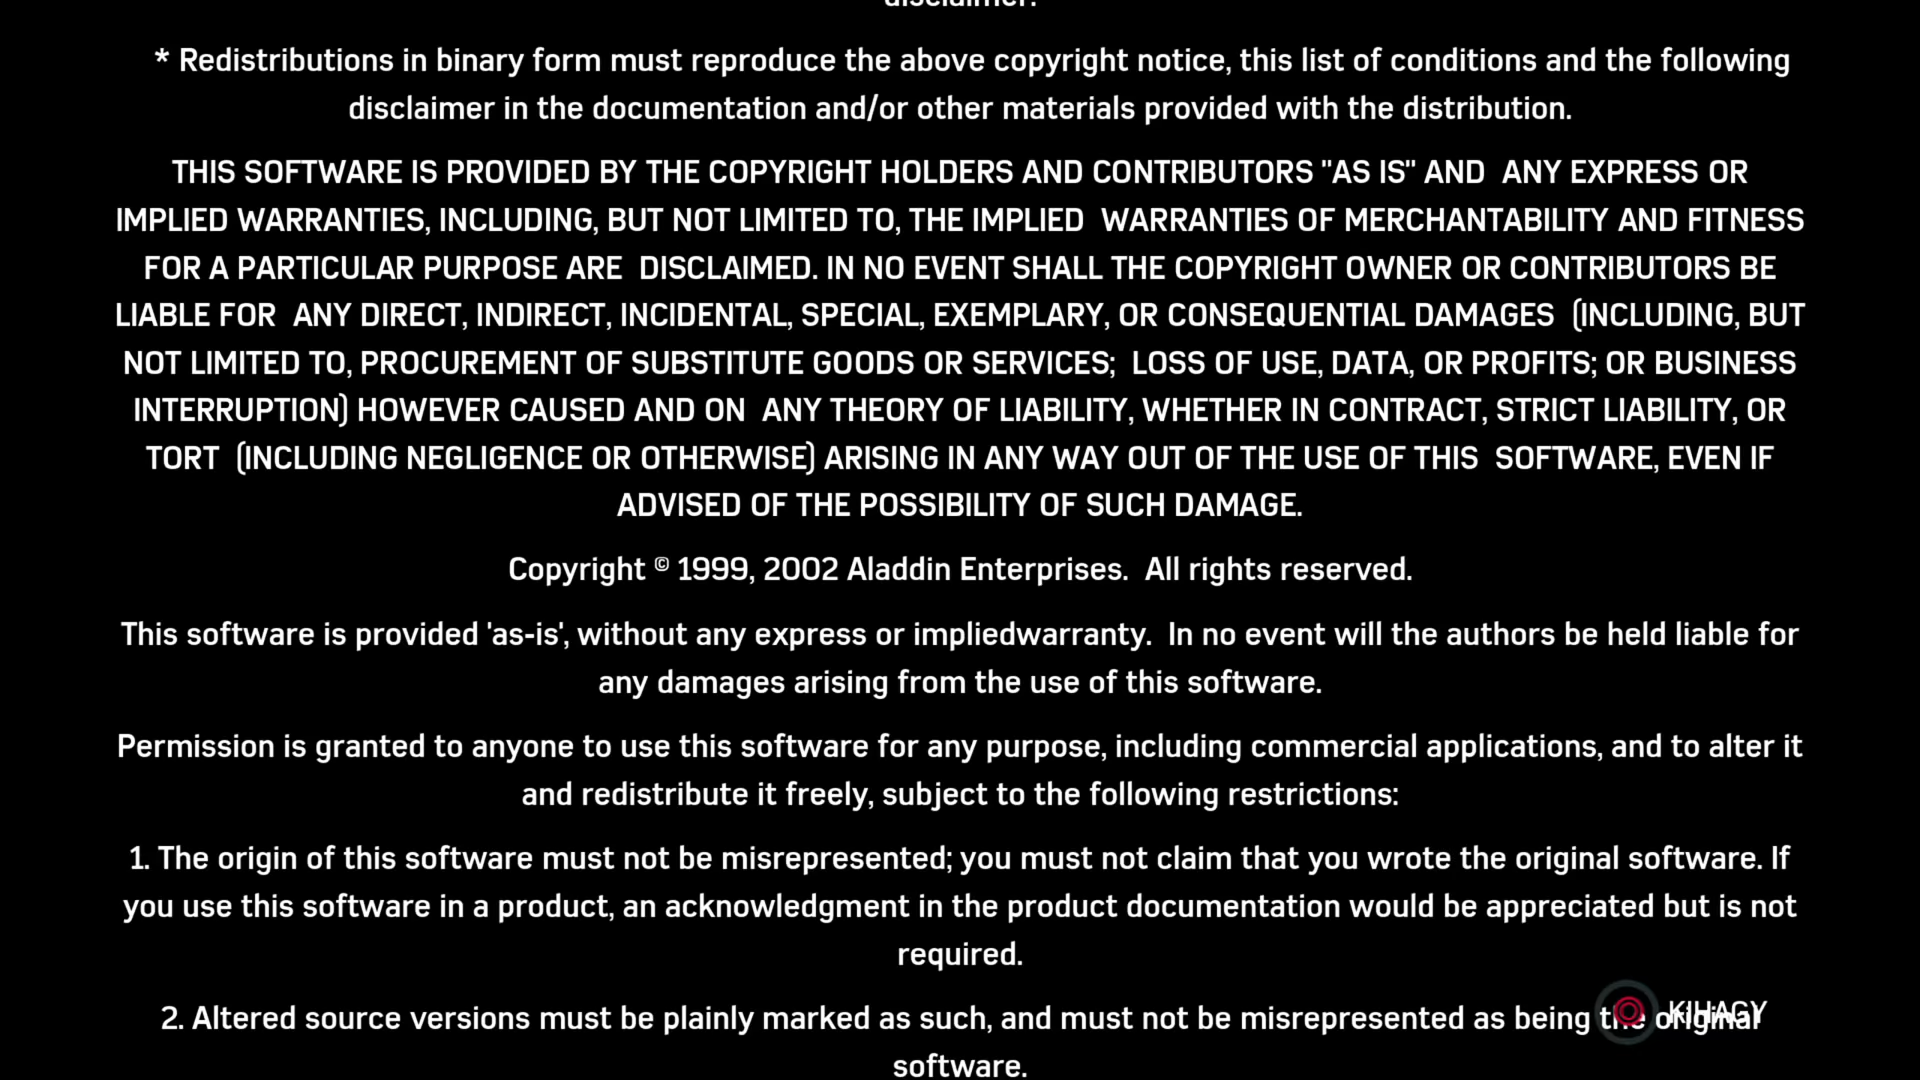 disclaimer.
* Redistributions in binary form must reproduce the above copyright notice, this list of conditions and the following
disclaimer in the documentation and/or other materials provided with the distribution.
THIS SOFTWARE IS PROVIDED BY THE COPYRIGHT HOLDERS AND CONTRIBUTORS "AS IS" AND  ANY EXPRESS OR
IMPLIED WARRANTIES, INCLUDING, BUT NOT LIMITED TO, THE IMPLIED  WARRANTIES OF MERCHANTABILITY AND FITNESS
FOR A PARTICULAR PURPOSE ARE  DISCLAIMED. IN NO EVENT SHALL THE COPYRIGHT OWNER OR CONTRIBUTORS BE
LIABLE FOR  ANY DIRECT, INDIRECT, INCIDENTAL, SPECIAL, EXEMPLARY, OR CONSEQUENTIAL DAMAGES  (INCLUDING, BUT
NOT LIMITED TO, PROCUREMENT OF SUBSTITUTE GOODS OR SERVICES;  LOSS OF USE, DATA, OR PROFITS; OR BUSINESS
INTERRUPTION) HOWEVER CAUSED AND ON  ANY THEORY OF LIABILITY, WHETHER IN CONTRACT, STRICT LIABILITY, OR
TORT  (INCLUDING NEGLIGENCE OR OTHERWISE) ARISING IN ANY WAY OUT OF THE USE OF THIS  SOFTWARE, EVEN IF
ADVISED OF THE POSSIBILITY OF SUCH DAMAGE.
Copyright © 1999, 2002 Aladdin Enterprises.  All rights reserved.
This software is provided 'as-is', without any express or impliedwarranty.  In no event will the authors be held liable for
any damages arising from the use of this software.
Permission is granted to anyone to use this software for any purpose, including commercial applications, and to alter it
and redistribute it freely, subject to the following restrictions:
1. The origin of this software must not be misrepresented; you must not claim that you wrote the original software. If
you use this software in a product, an acknowledgment in the product documentation would be appreciated but is not
required.
2. Altered source versions must be plainly marked as such, and must not be misrepresented as being the original
KIHAGY
software.